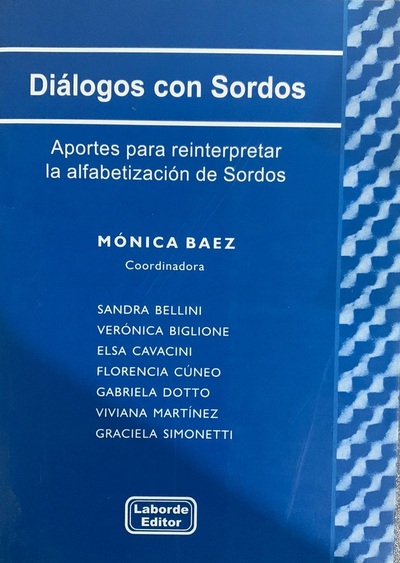 Diálogos con Sordos
Aportes para reinterpretar
la alfabetización de Sordos
MÓNICA BAEZ
Coordinadora
SANDRA BELLINI
VERÓNICA BIGLIONE
ELSA CAVACINI
FLORENCIA CÚNEO
GABRIELA DOTTO
VIVIANA MARTÍNEZ
GRACIELA SIMONETTI
Laborde
Editor